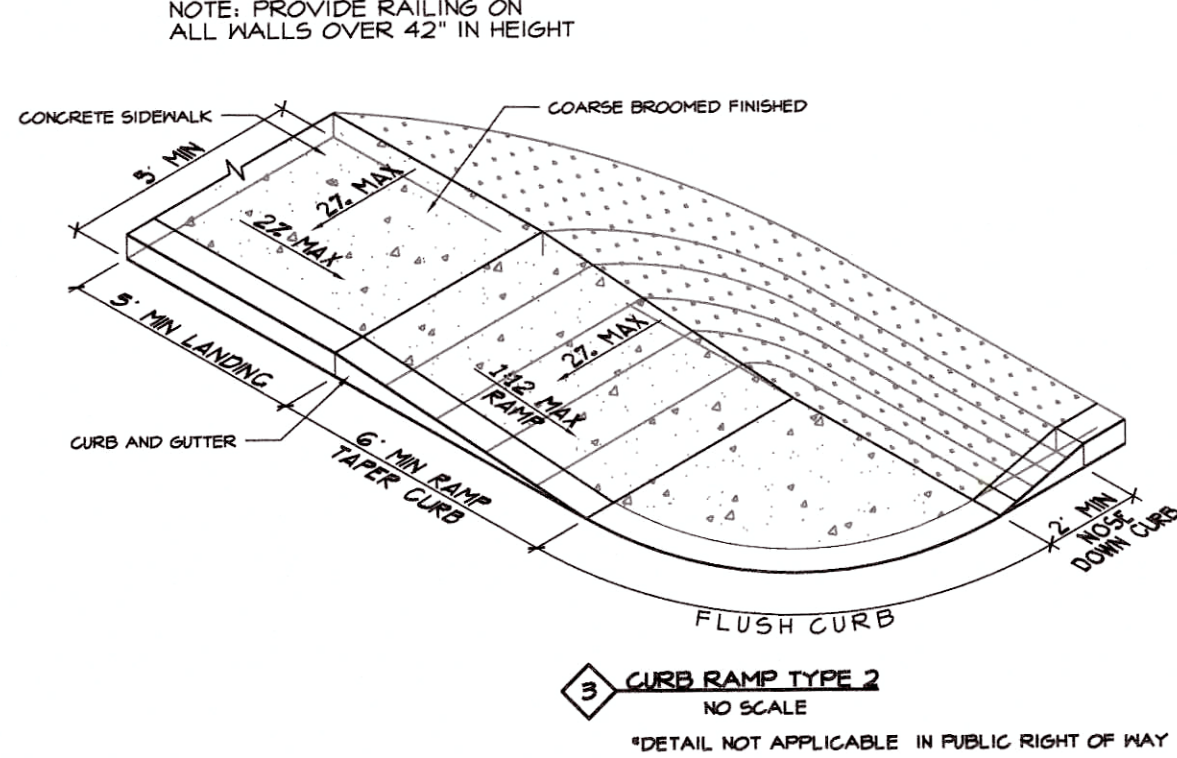 NOTE: PROVIDE RAILING ON
ALL WALLS OVER 42" IN HEIGHT
CONCRETE SIDEWALK
COARSE BROOMED FINISHED
5' MIN
2% MAX
2% MAX
5' MIN LANDING
2% MAX
1:12 MAX
RAMP
CURB AND GUTTER
6' MIN RAMP
TAPER CURB
2' MIN
NOSE
DOWN CURB
FLUSH CURB
3
CURB RAMP TYPE 2
NO SCALE
*DETAIL NOT APPLICABLE IN PUBLIC RIGHT OF WAY